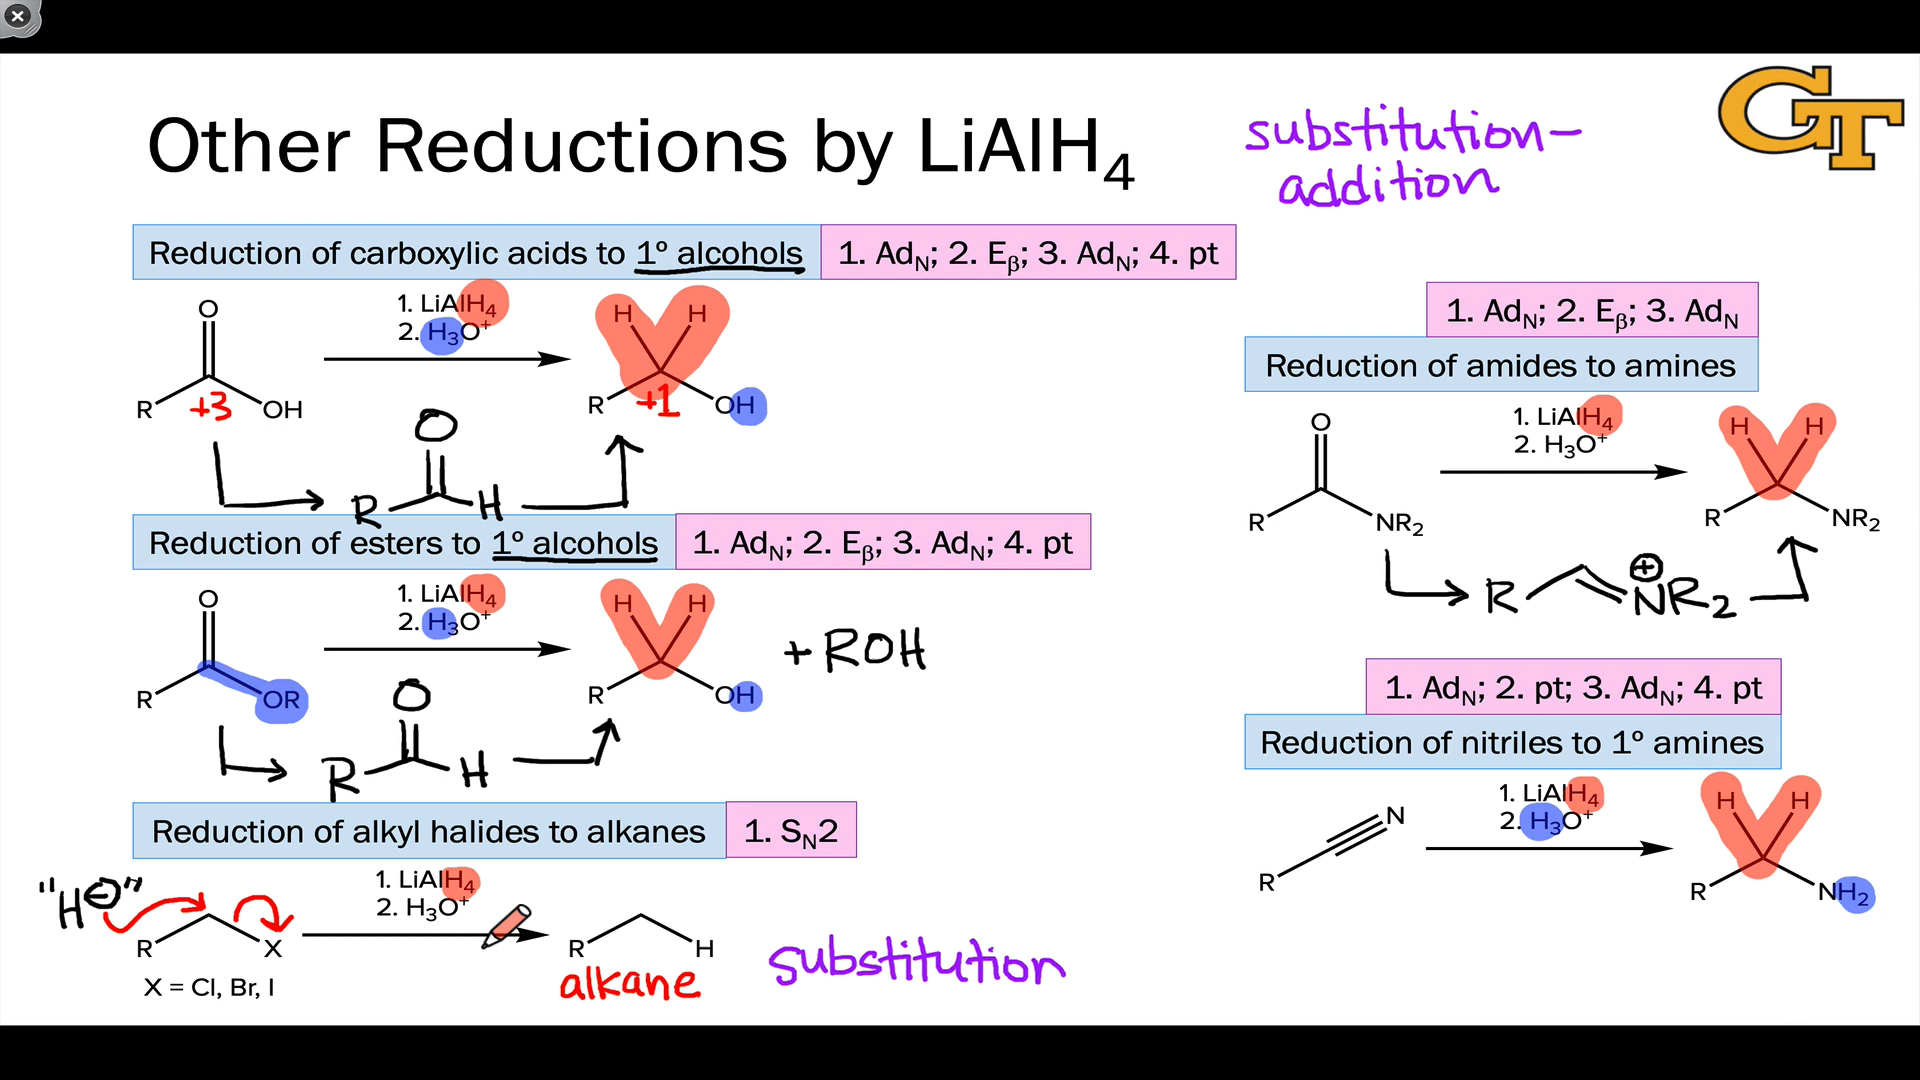 Other Reductions by LiAlH4
substitution-
addition
GT
Reduction of carboxylic acids to 1º alcohols
1. AdN; 2. Eβ; 3. AdN; 4. pt
O
R
+3
OH
1. LiAlH4
2. H3O+
H H
R
+1
OH
O
R
H
Reduction of esters to 1º alcohols
1. AdN; 2. Eβ; 3. AdN; 4. pt
O
R
OR
1. LiAlH4
2. H3O+
H H
R
OH
+ ROH
O
R
H
Reduction of alkyl halides to alkanes
1. SN2
"H⊖"
R
X
X = Cl, Br, I
1. LiAlH4
2. H3O+
R
H
alkane
substitution
1. AdN; 2. Eβ; 3. AdN
Reduction of amides to amines
O
R
NR2
1. LiAlH4
2. H3O+
H H
R
NR2
R
⊕
NR2
1. AdN; 2. pt; 3. AdN; 4. pt
Reduction of nitriles to 1º amines
N
R
1. LiAlH4
2. H3O+
H H
R
NH2